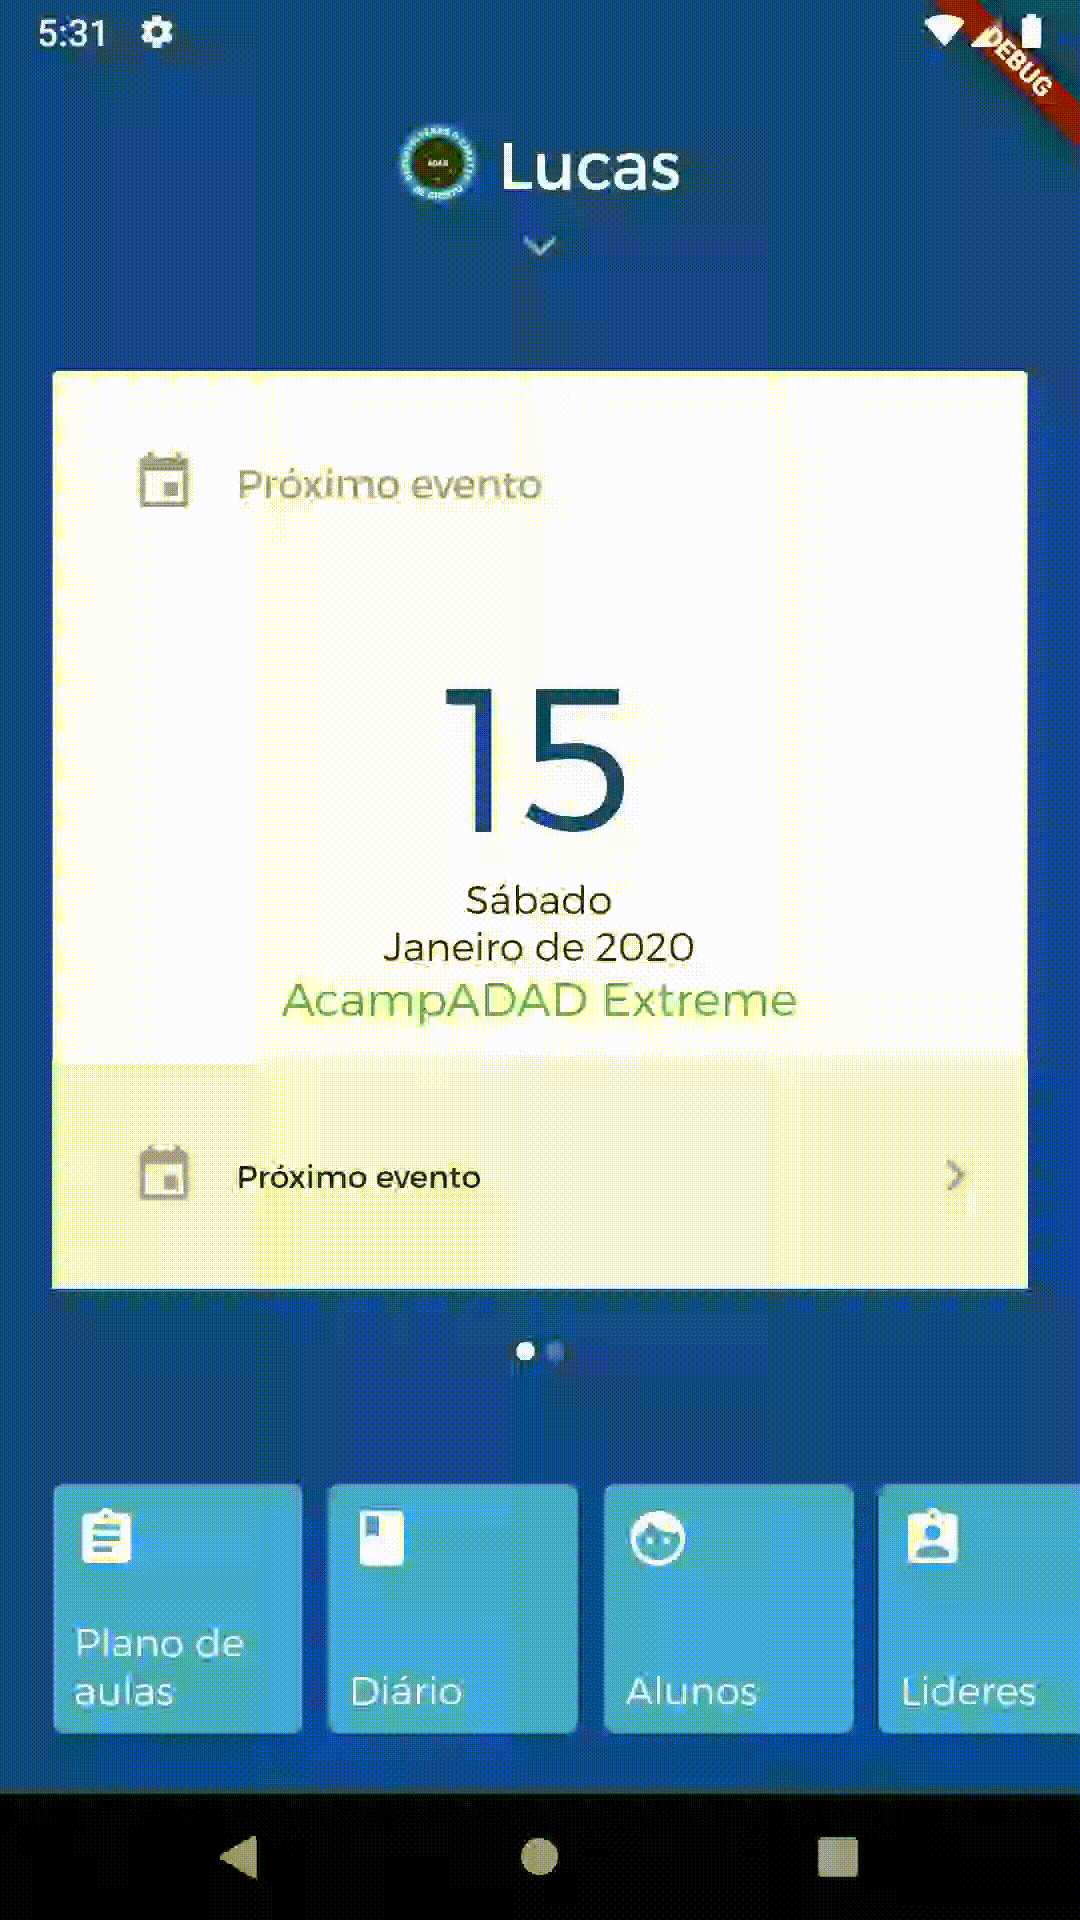 5:31
DEBUG
ADAD
Lucas
Próximo evento
15
Sábado
Janeiro de 2020
AcampADAD Extreme
Próximo evento
Plano de
aulas
Diário
Alunos
Lideres